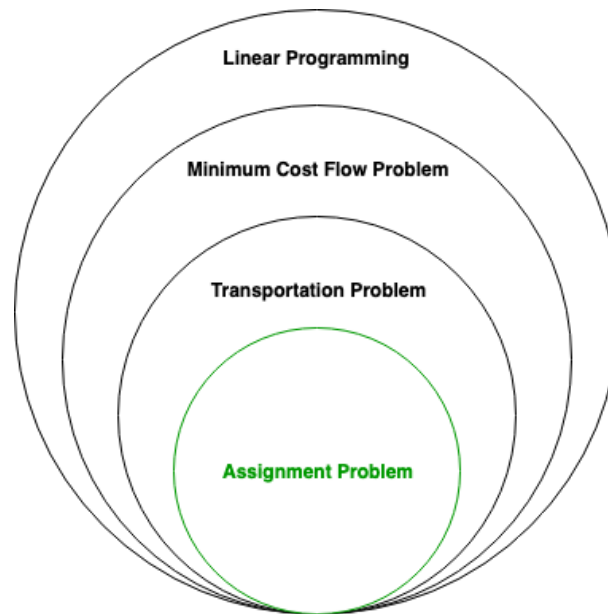 Linear Programming
Minimum Cost Flow Problem
Transportation Problem
Assignment Problem